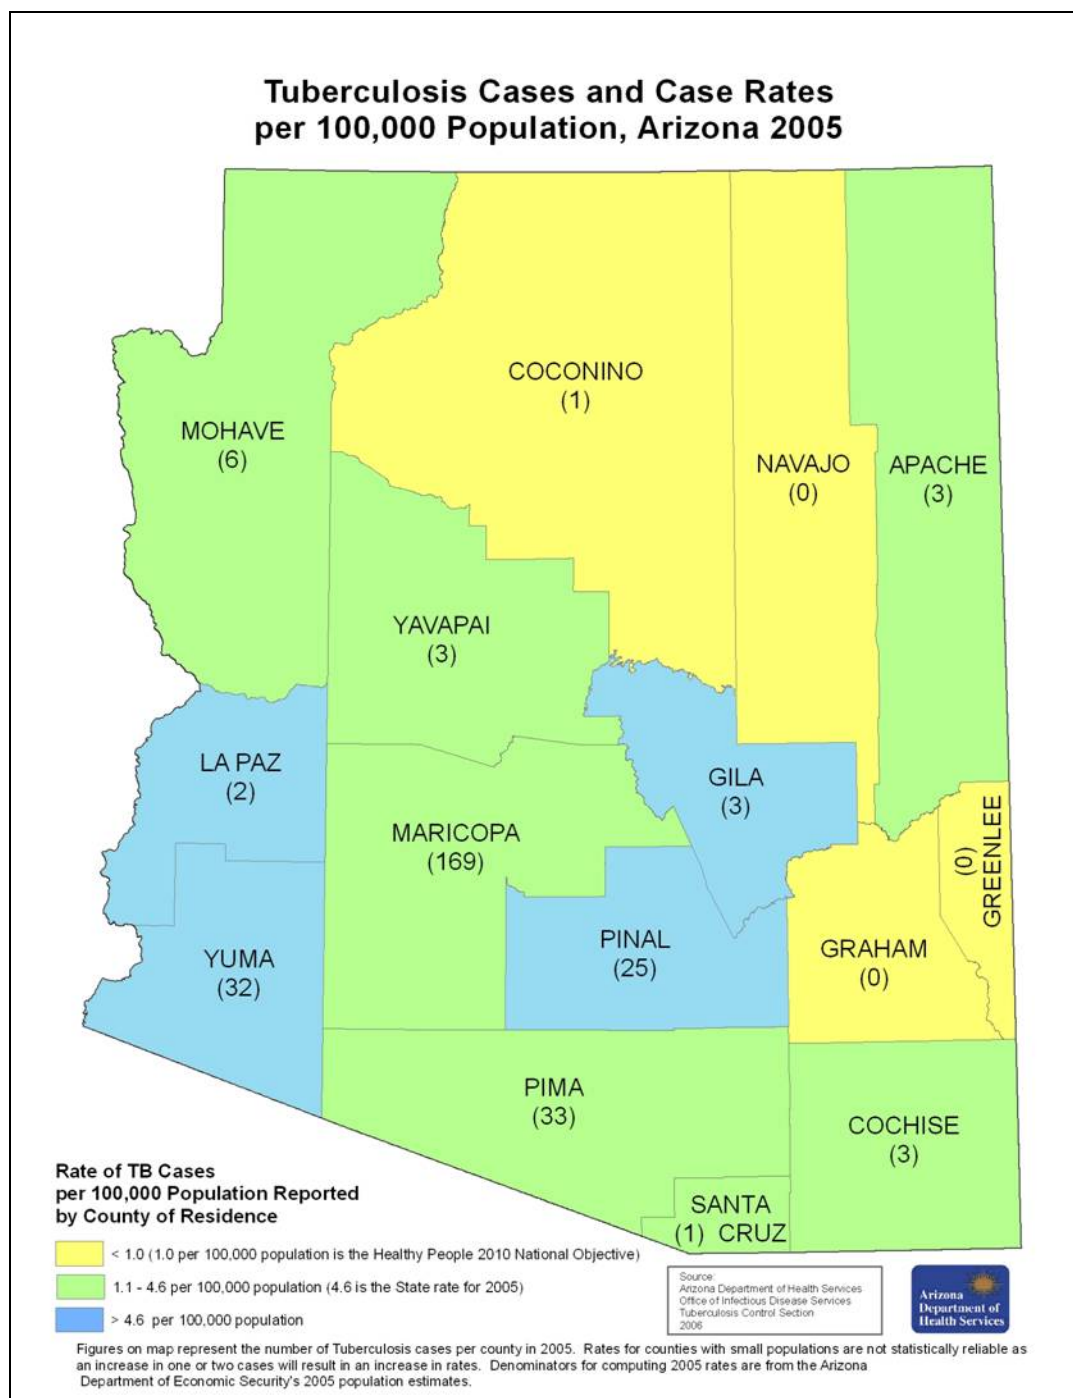 Tuberculosis Cases and Case Rates
per 100,000 Population, Arizona 2005
COCONINO
(1)
MOHAVE
(6)
NAVAJO
(0)
APACHE
(3)
YAVAPAI
(3)
LA PAZ
(2)
GILA
(3)
MARICOPA
(169)
GREENLEE
(0)
YUMA
(32)
PINAL
(25)
GRAHAM
(0)
PIMA
(33)
COCHISE
(3)
SANTA
(1) CRUZ
Rate of TB Cases
per 100,000 Population Reported
by County of Residence
< 1.0 (1.0 per 100,000 population is the Healthy People 2010 National Objective)
1.1 - 4.6 per 100,000 population (4.6 is the State rate for 2005)
> 4.6 per 100,000 population
Source:
Arizona Department of Health Services
Office of Infectious Disease Services
Tuberculosis Control Section
2006
Arizona
Department of
Health Services
Figures on map represent the number of Tuberculosis cases per county in 2005. Rates for counties with small populations are not statistically reliable as
an increase in one or two cases will result in an increase in rates. Denominators for computing 2005 rates are from the Arizona
Department of Economic Security's 2005 population estimates.